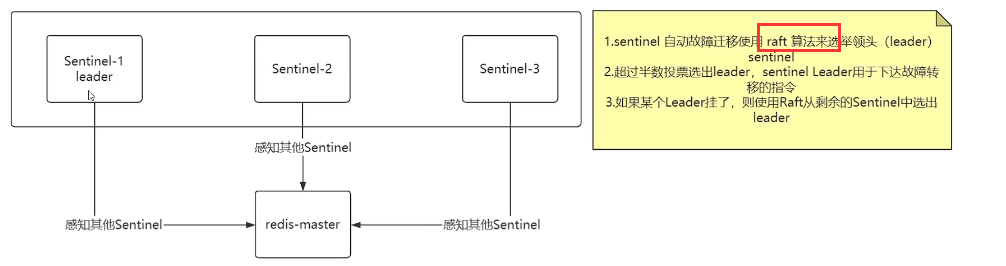 Sentinel-1
leader
Sentinel-2
Sentinel-3
1.sentinel 自动故障迁移使用 raft 算法来选举领头（leader）
sentinel
2.超过半数投票选出leader，sentinel Leader用于下达故障转
移的指令
3.如果某个Leader挂了，则使用Raft从剩余的Sentinel中选出
leader
感知其他Sentinel
感知其他Sentinel
redis-master
感知其他Sentinel